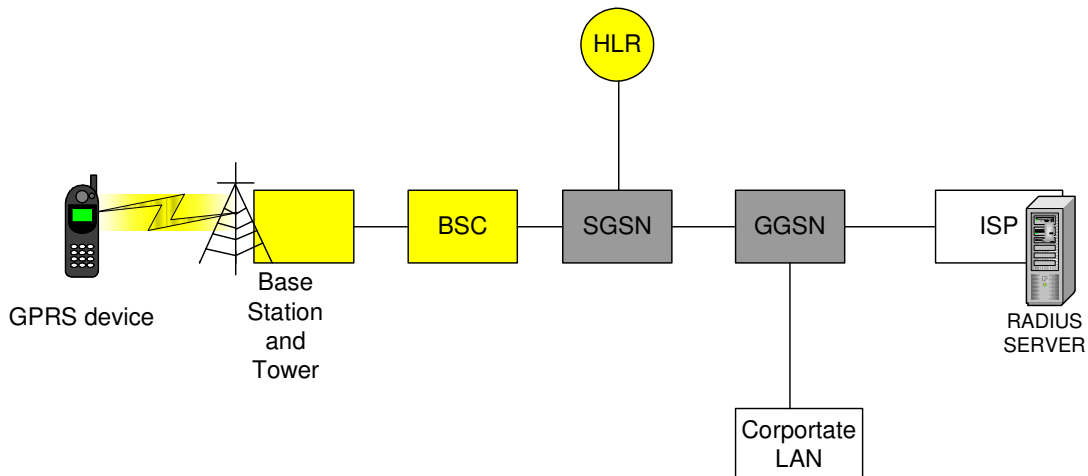 HLR
BSC
SGSN
GGSN
ISP
GPRS device
Base
Station
and
Tower
RADIUS
SERVER
Corportate
LAN